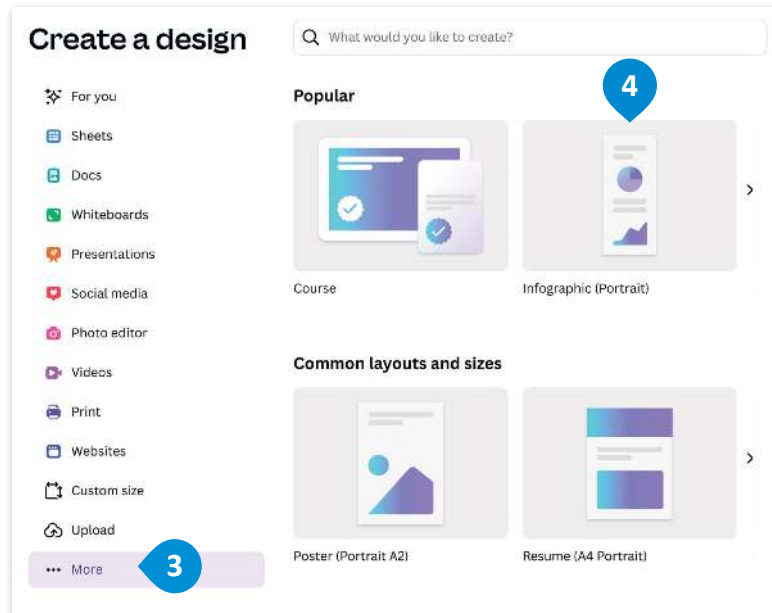 Create a design
What would you like to create?
For you
Sheets
Docs
Whiteboards
Presentations
Social media
Photo editor
Videos
Print
Websites
Custom size
Upload
More
3
Popular
4
Course
Infographic (Portrait)
Common layouts and sizes
Poster (Portrait A2)
Resume (A4 Portrait)